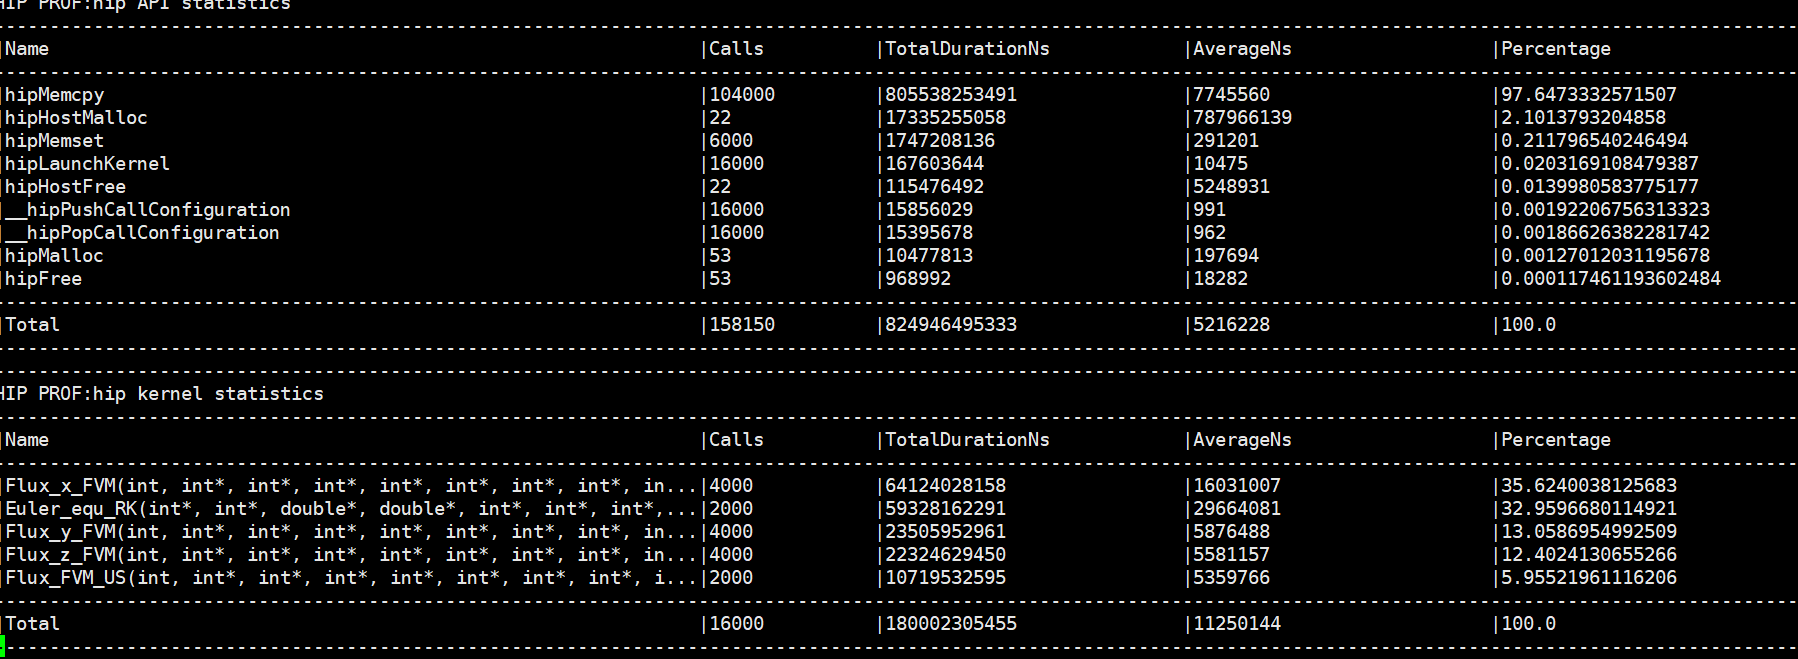 HIP PROF:hip API statistics
|Name |Calls |TotalDurationNs |AverageNs |Percentage
|hipMemcpy |104000 |805538253491 |7745560 |97.6473332571507
|hipHostMalloc |22 |17335255058 |787966139 |2.1013793204858
|hipMemset |6000 |1747208136 |291201 |0.211796540246494
|hipLaunchKernel |16000 |167603644 |10475 |0.0203169108479387
|hipHostFree |22 |115476492 |5248931 |0.0139980583775177
|__hipPushCallConfiguration |16000 |15856029 |991 |0.00192206756313323
|__hipPopCallConfiguration |16000 |15395678 |962 |0.00186626382281742
|hipMalloc |53 |10477813 |197694 |0.00127012031195678
|hipFree |53 |968992 |18282 |0.000117461193602484
|Total |158150 |824946495333 |5216228 |100.0
HIP PROF:hip kernel statistics
|Name |Calls |TotalDurationNs |AverageNs |Percentage
|Flux_x_FVM(int, int*, int*, int*, int*, int*, int*, int*, in...|4000 |64124028158 |16031007 |35.6240038125683
|Euler_equ_RK(int*, int*, double*, double*, int*, int*, int*,...|2000 |59328162291 |29664081 |32.9596680114921
|Flux_y_FVM(int, int*, int*, int*, int*, int*, int*, int*, in...|4000 |23505952961 |5876488 |13.0586954992509
|Flux_z_FVM(int, int*, int*, int*, int*, int*, int*, int*, in...|4000 |22324629450 |5581157 |12.4024130655266
|Flux_FVM_US(int, int*, int*, int*, int*, int*, int*, int*, i...|2000 |10719532595 |5359766 |5.95521961116206
|Total |16000 |180002305455 |11250144 |100.0